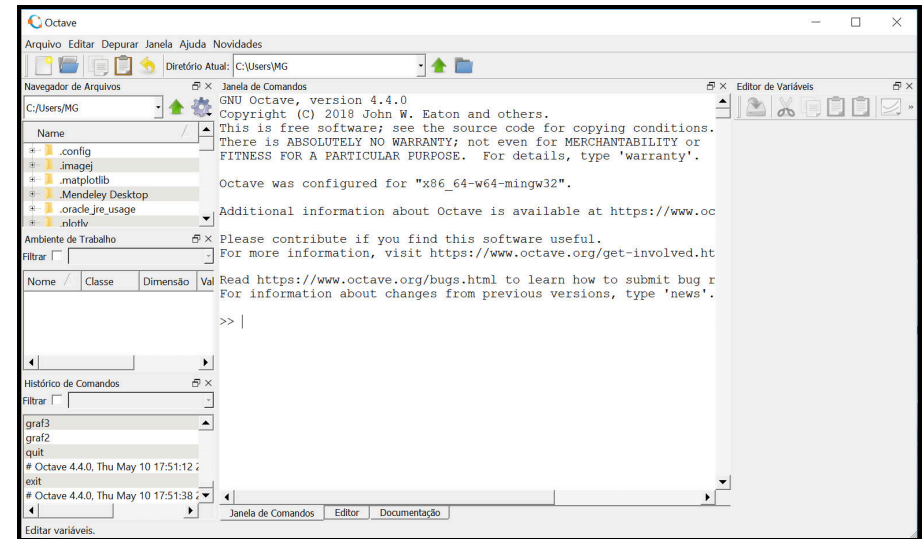 Octave
Arquivo Editar Depurar Janela Ajuda Novidades
Diretório Atual: C:\Users\MG
Navegador de Arquivos
C:/Users/MG
Name
.config
.imagej
.matplotlib
.Mendeley Desktop
.oracle_jre_usage
.plotly
Ambiente de Trabalho
Filtrar
Nome Classe Dimensão Val
Histórico de Comandos
Filtrar
graf3
graf2
quit
# Octave 4.4.0, Thu May 10 17:51:12 2
exit
# Octave 4.4.0, Thu May 10 17:51:38 2
Janela de Comandos
GNU Octave, version 4.4.0
Copyright (C) 2018 John W. Eaton and others.
This is free software; see the source code for copying conditions.
There is ABSOLUTELY NO WARRANTY; not even for MERCHANTABILITY or
FITNESS FOR A PARTICULAR PURPOSE.  For details, type 'warranty'.
Octave was configured for "x86_64-w64-mingw32".
Additional information about Octave is available at https://www.oc
Please contribute if you find this software useful.
For more information, visit https://www.octave.org/get-involved.ht
Read https://www.octave.org/bugs.html to learn how to submit bug r
For information about changes from previous versions, type 'news'.
>>
Janela de Comandos Editor Documentação
Editor de Variáveis
»
Editar variáveis.